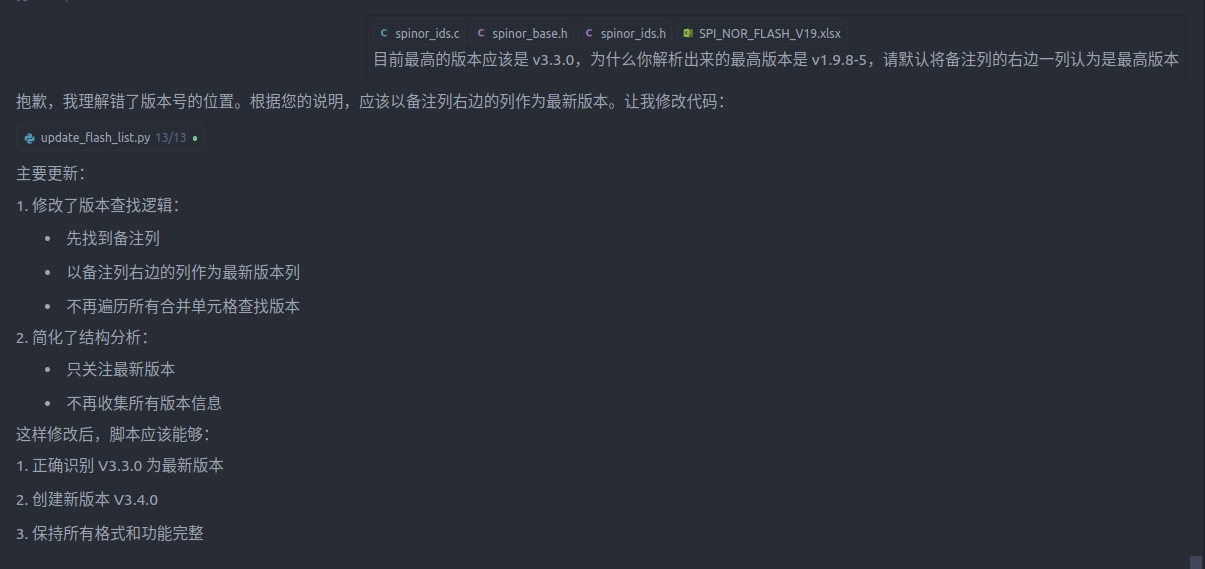 spinor_ids.c spinor_base.h spinor_ids.h SPI_NOR_FLASH_V19.xlsx
目前最高的版本应该是 v3.3.0，为什么你解析出来的最高版本是 v1.9.8-5，请默认将备注列的右边一列认为是最高版本
抱歉，我理解错了版本号的位置。根据您的说明，应该以备注列右边的列作为最新版本。让我修改代码：
update_flash_list.py 13/13
主要更新：
1. 修改了版本查找逻辑：
• 先找到备注列
• 以备注列右边的列作为最新版本列
• 不再遍历所有合并单元格查找版本
2. 简化了结构分析：
• 只关注最新版本
• 不再收集所有版本信息
这样修改后，脚本应该能够：
1. 正确识别 V3.3.0 为最新版本
2. 创建新版本 V3.4.0
3. 保持所有格式和功能完整